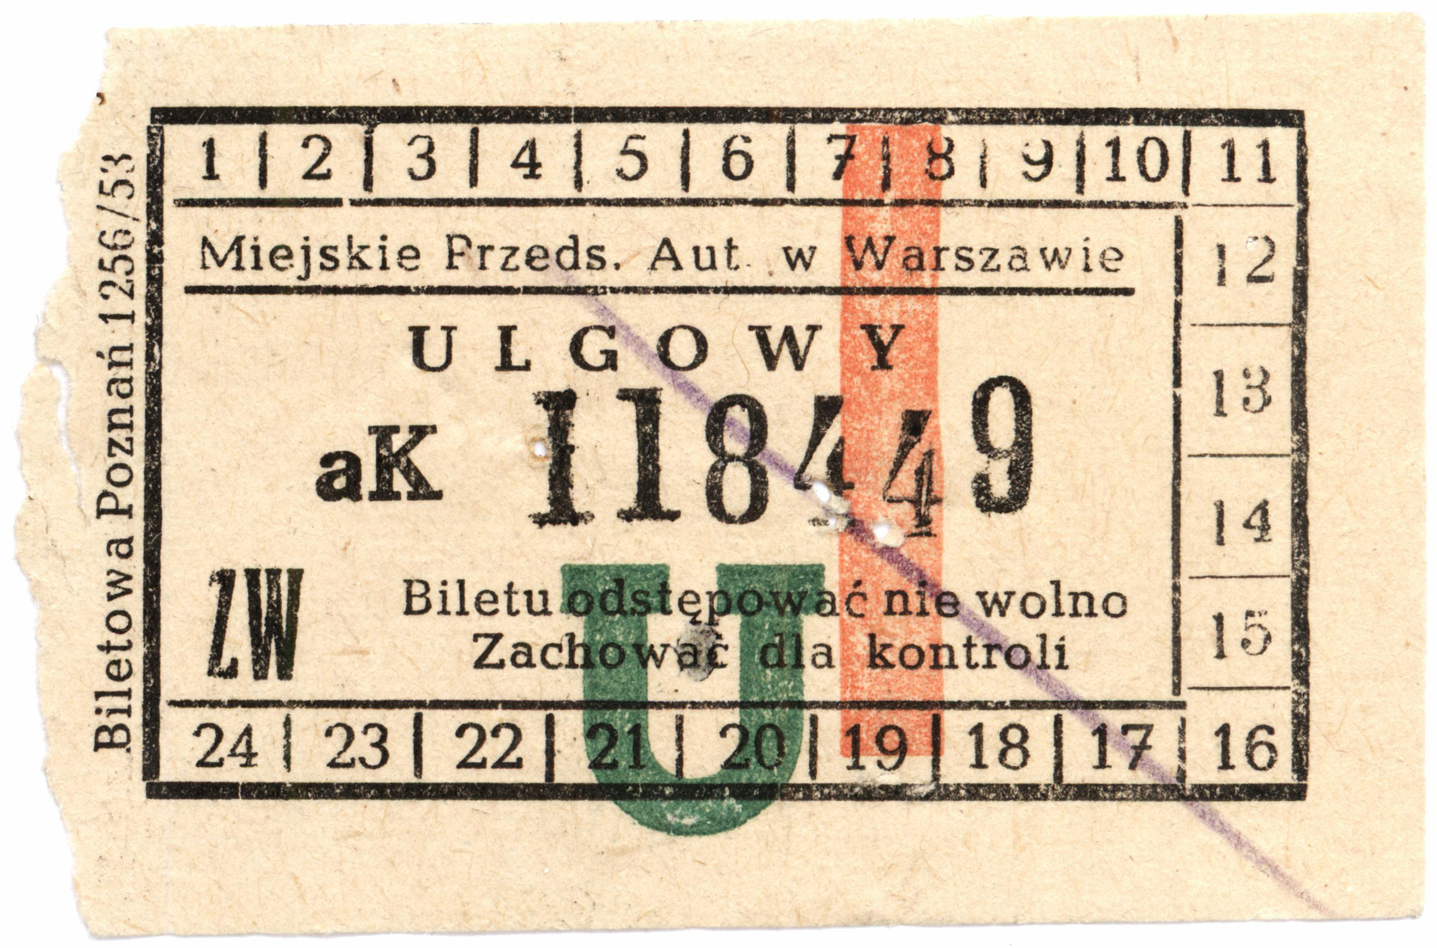 1 | 2 | 3 | 4 | 5 | 6 | 7 | 8 | 9 | 10 | 11
Miejskie Przeds. Aut. w Warszawie
12
ULGOWY
13
aK 118449
14
ZW
Biletu odstępować nie wolno
Zachować dla kontroli
15
U
24 | 23 | 22 | 21 | 20 | 19 | 18 | 17 | 16
Biletowa Poznań 1256/53